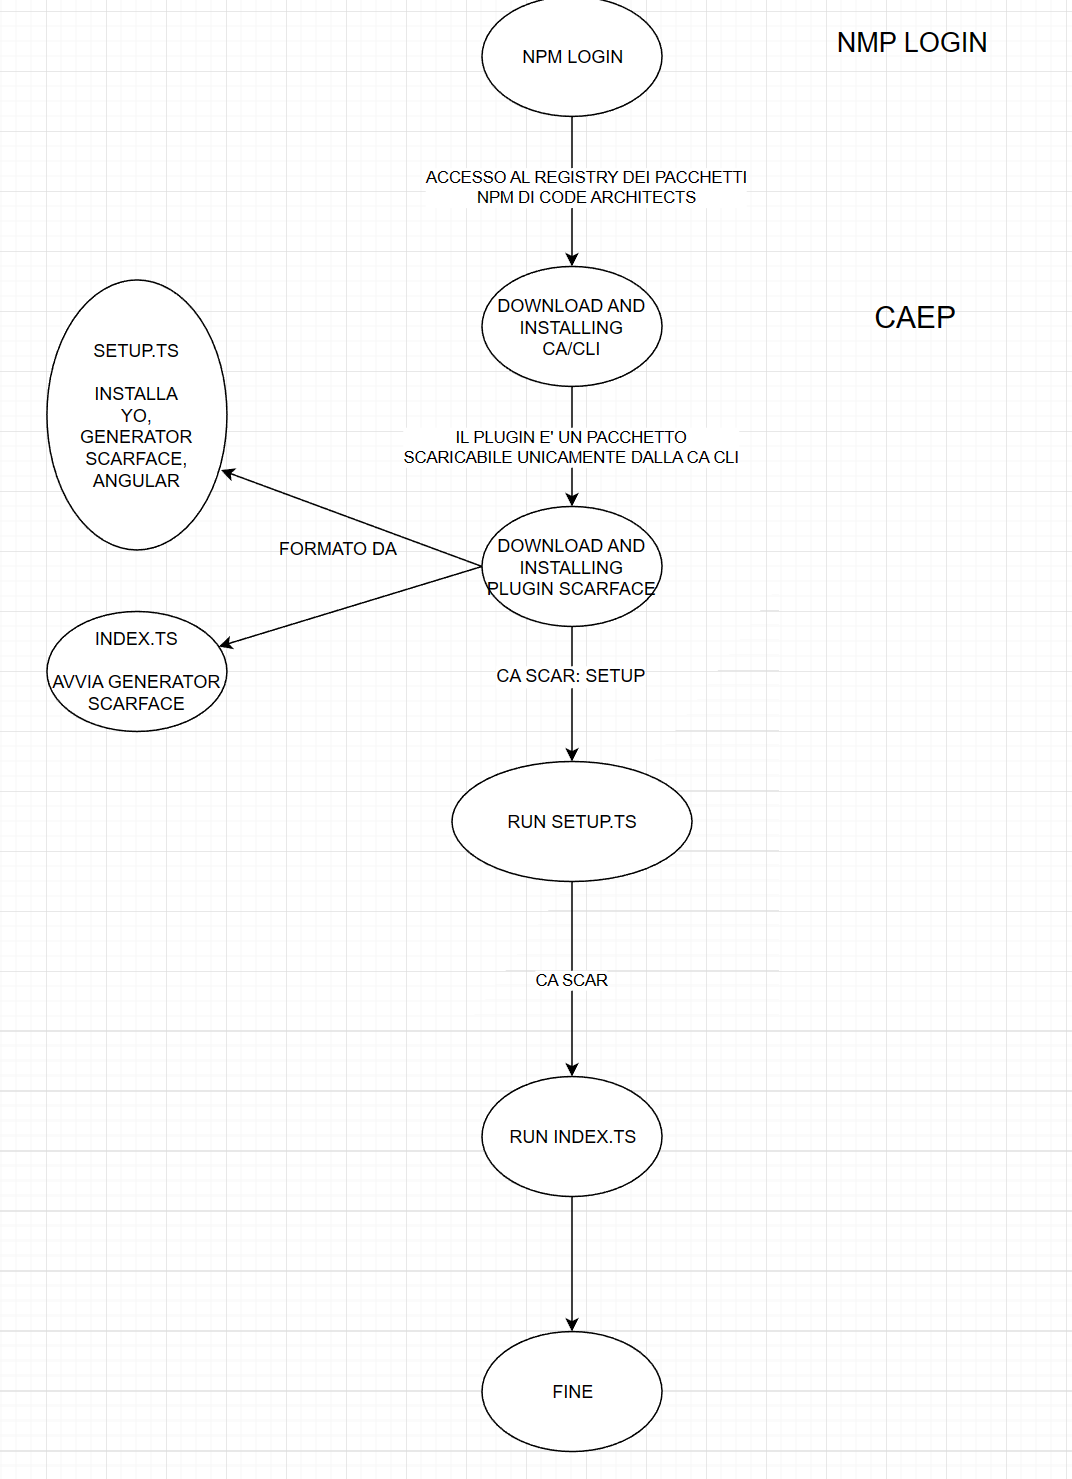 NPM LOGIN
NMP LOGIN
ACCESSO AL REGISTRY DEI PACCHETTI
NPM DI CODE ARCHITECTS
DOWNLOAD AND
INSTALLING
CA/CLI
CAEP
IL PLUGIN E' UN PACCHETTO
SCARICABILE UNICAMENTE DALLA CA CLI
SETUP.TS
INSTALLA
YO,
GENERATOR
SCARFACE,
ANGULAR
FORMATO DA
DOWNLOAD AND
INSTALLING
PLUGIN SCARFACE
INDEX.TS
AVVIA GENERATOR
SCARFACE
CA SCAR: SETUP
RUN SETUP.TS
CA SCAR
RUN INDEX.TS
FINE